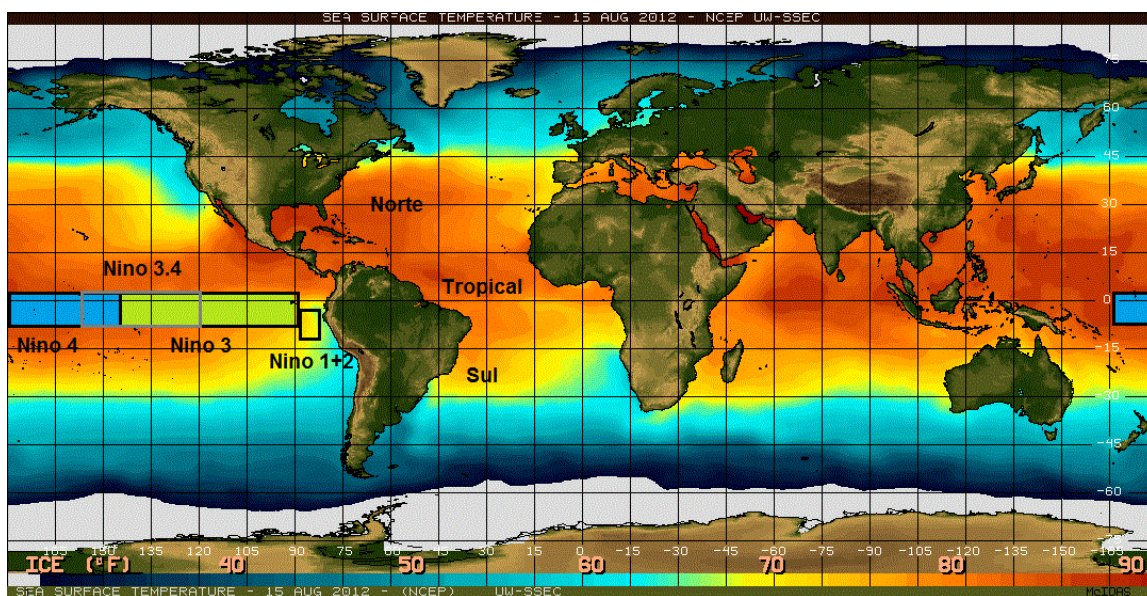 SEA SURFACE TEMPERATURE - 15 AUG 2012 - NCEP UW-SSEC
75
60
45
Norte
30
15
Nino 3.4
Tropical
0
Nino 4
Nino 3
Nino 1+2
-15
Sul
-30
-45
-60
-75
165 150 135 120 105 90 75 60 45 30 15 0 -15 -30 -45 -60 -75 -90 -105 -120 -135 -150 -165
ICE (°F) 40 50 60 70 80 90
SEA SURFACE TEMPERATURE - 15 AUG 2012 - (NCEP) UW-SSEC McIDAS